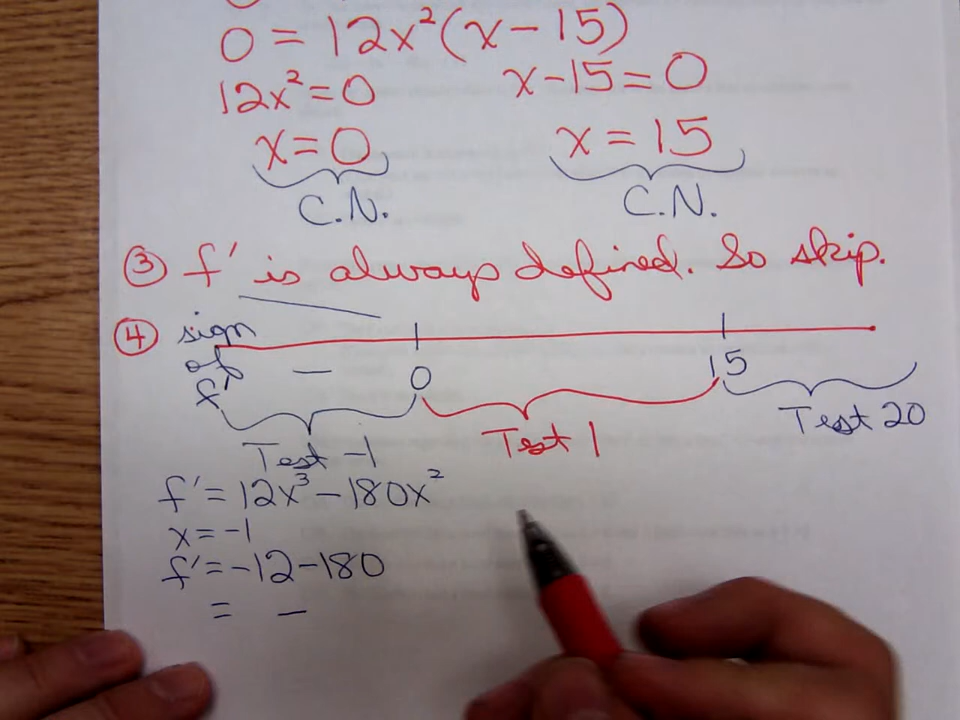 0 = 12x²(x - 15)
12x² = 0    x - 15 = 0
x = 0    x = 15
C.N.    C.N.
③ f' is always defined. So skip.
④ sign of f'
— 0 15
Test -1    Test 1    Test 20
f' = 12x³ - 180x²
x = -1
f' = -12 - 180
= —